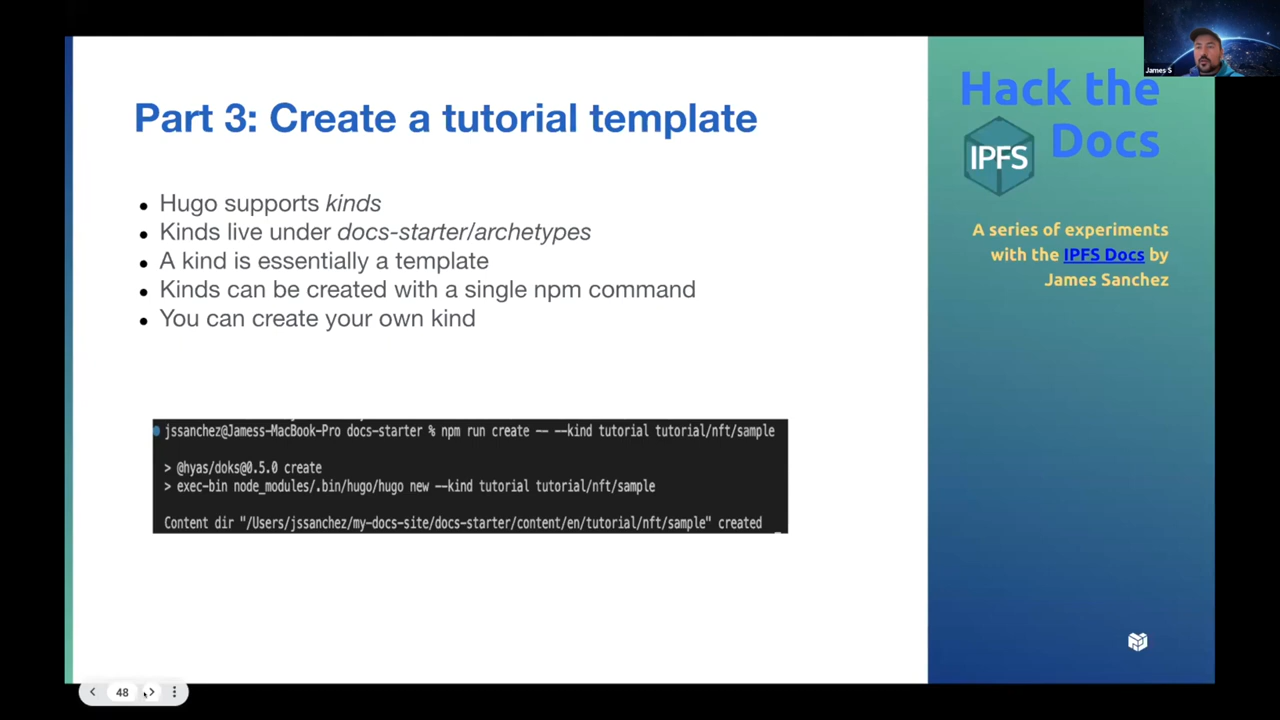 James S
Hack the
Docs
IPFS
A series of experiments
with the IPFS Docs by
James Sanchez
Part 3: Create a tutorial template
• Hugo supports kinds
• Kinds live under docs-starter/archetypes
• A kind is essentially a template
• Kinds can be created with a single npm command
• You can create your own kind
jssanchez@Jamess-MacBook-Pro docs-starter % npm run create -- --kind tutorial tutorial/nft/sample
> @hyas/doks@0.5.0 create
> exec-bin node_modules/.bin/hugo/hugo new --kind tutorial tutorial/nft/sample
Content dir "/Users/jssanchez/my-docs-site/docs-starter/content/en/tutorial/nft/sample" created
48